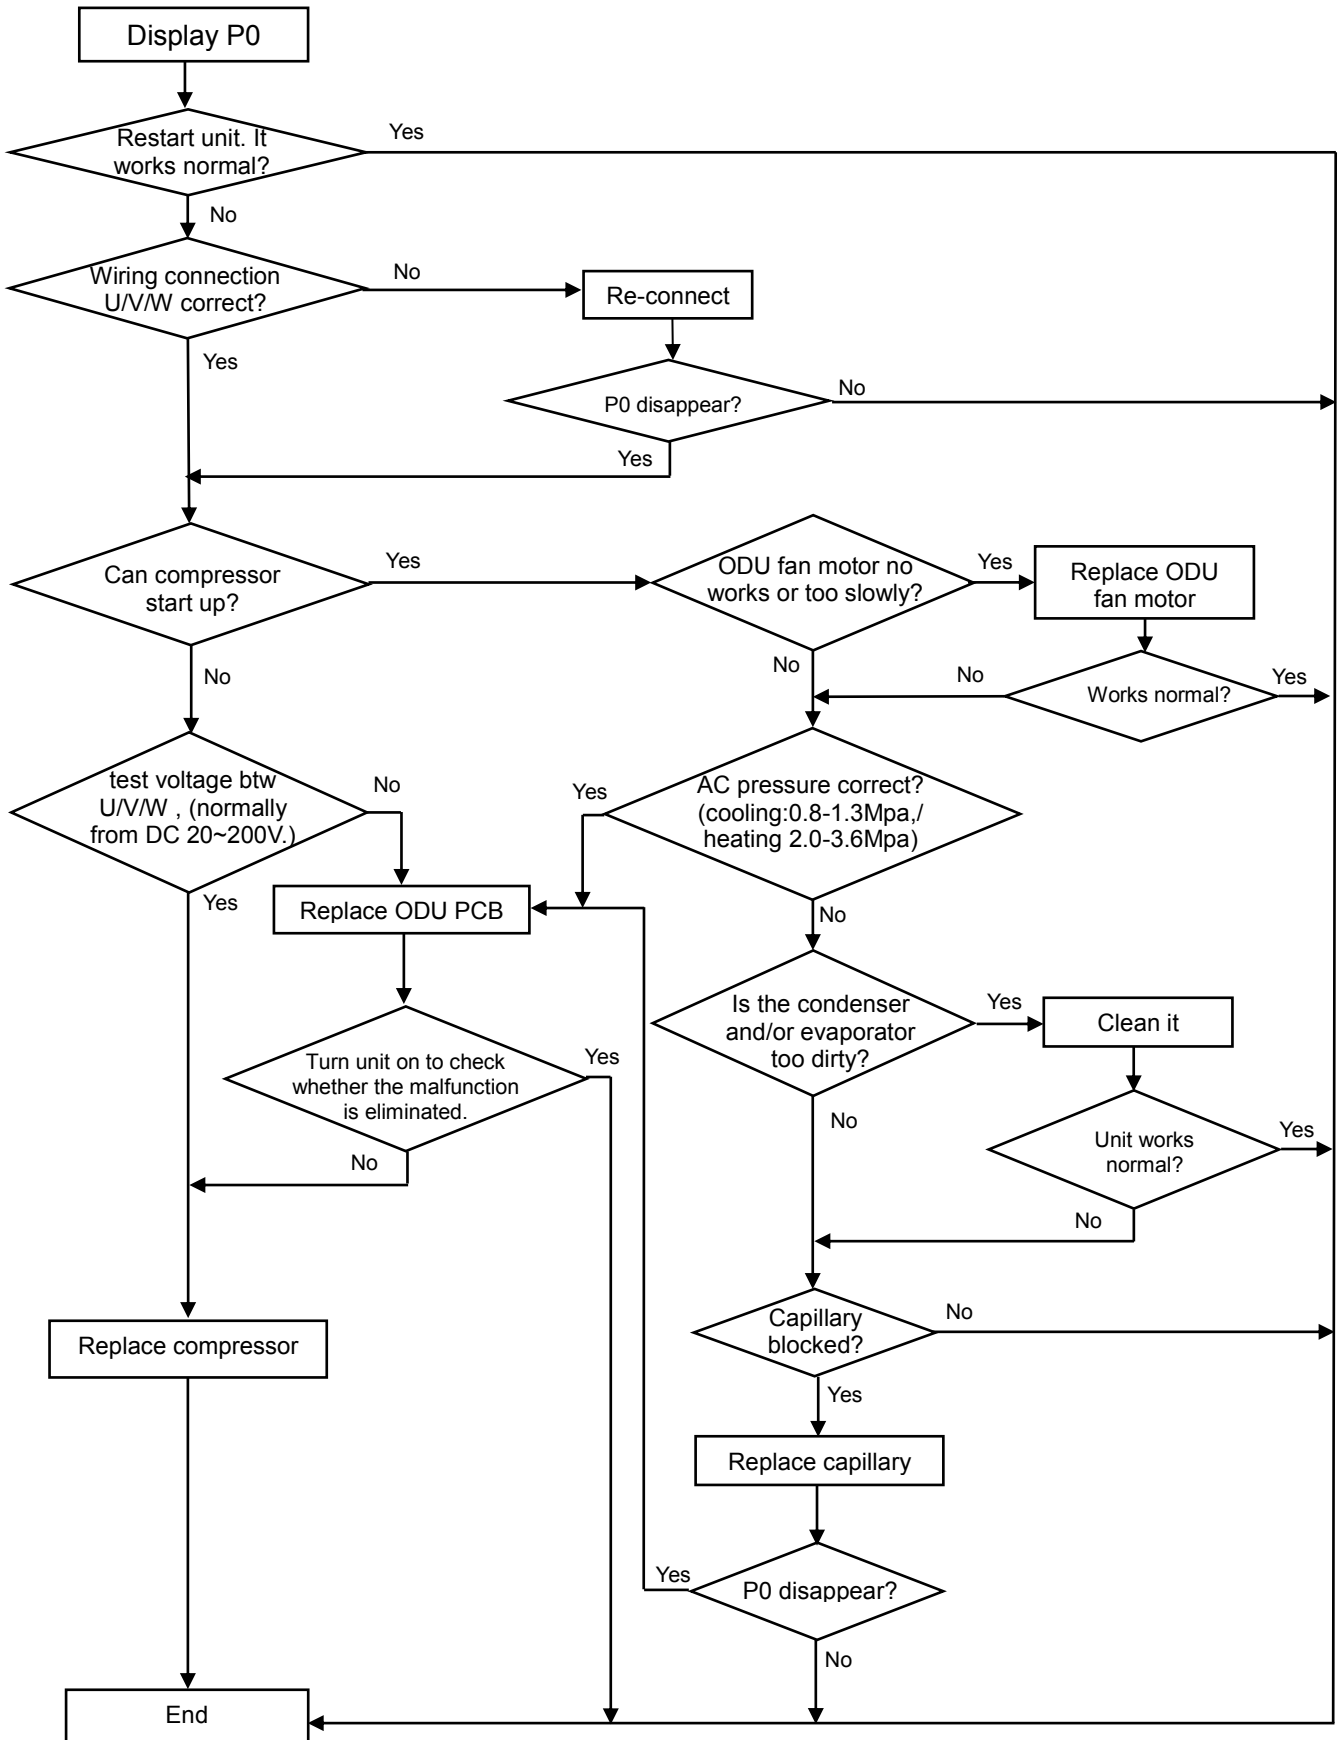 Display P0
Restart unit. It
works normal?
Yes
No
Wiring connection
U/V/W correct?
No
Re-connect
Yes
P0 disappear?
No
Yes
Can compressor
start up?
Yes
ODU fan motor no
works or too slowly?
Yes
Replace ODU
fan motor
No
No
Works normal?
Yes
No
test voltage btw
U/V/W , (normally
from DC 20~200V.)
No
Yes
AC pressure correct?
(cooling:0.8-1.3Mpa,/
heating 2.0-3.6Mpa)
Yes
Replace ODU PCB
No
Is the condenser
and/or evaporator
too dirty?
Yes
Clean it
Turn unit on to check
whether the malfunction
is eliminated.
Yes
No
No
Unit works
normal?
Yes
No
Capillary
blocked?
No
Replace compressor
Yes
Replace capillary
Yes
P0 disappear?
No
End